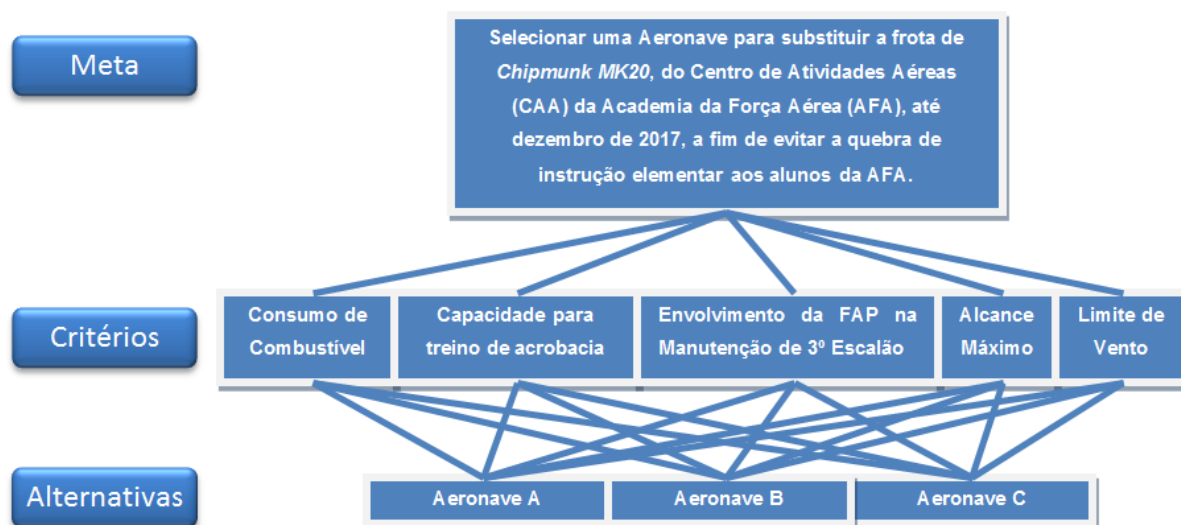 Meta
Selecionar uma Aeronave para substituir a frota de
Chipmunk MK20, do Centro de Atividades Aéreas
(CAA) da Academia da Força Aérea (AFA), até
dezembro de 2017, a fim de evitar a quebra de
instrução elementar aos alunos da AFA.
Critérios
Consumo de
Combustível
Capacidade para
treino de acrobacia
Envolvimento da FAP na
Manutenção de 3º Escalão
Alcance
Máximo
Limite de
Vento
Alternativas
Aeronave A
Aeronave B
Aeronave C